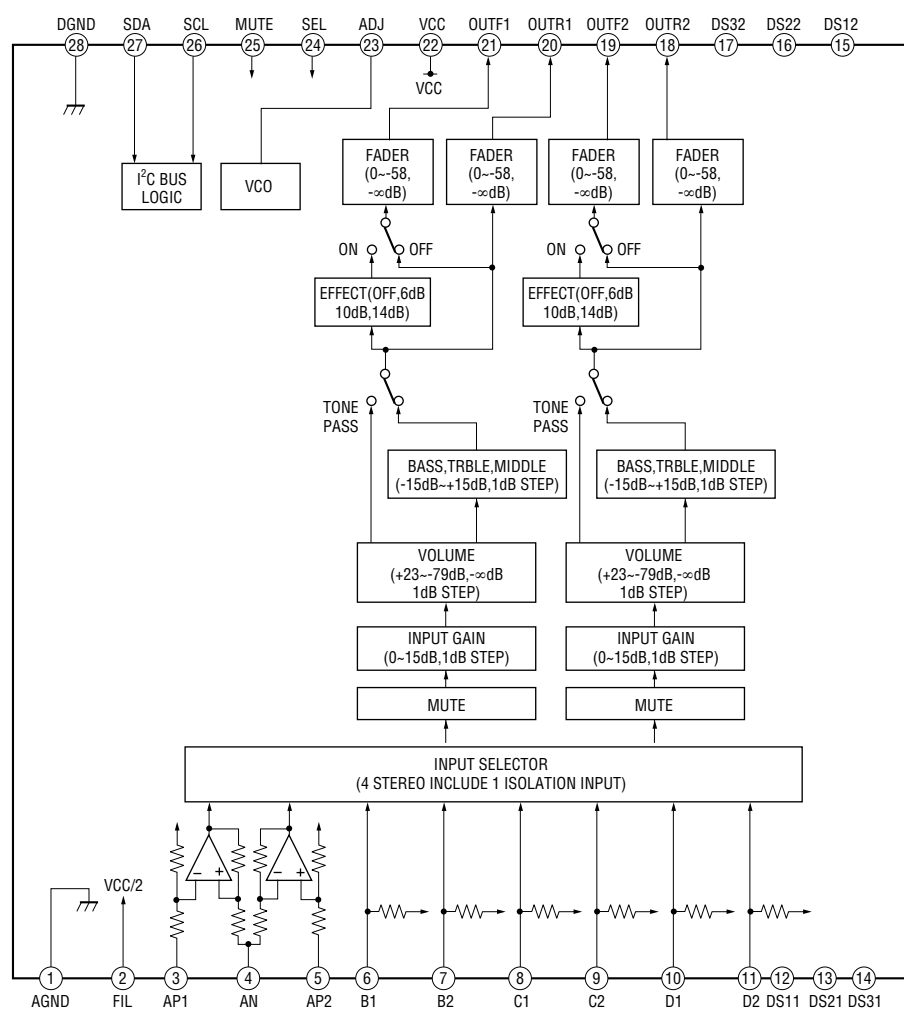 DGND SDA SCL MUTE SEL ADJ VCC OUTF1 OUTR1 OUTF2 OUTR2 DS32 DS22 DS12
28 27 26 25 24 23 22 21 20 19 18 17 16 15
VCC
I²C BUS
LOGIC
VCO
FADER
(0~-58,
-∞dB)
FADER
(0~-58,
-∞dB)
FADER
(0~-58,
-∞dB)
FADER
(0~-58,
-∞dB)
ON OFF
ON OFF
EFFECT(OFF,6dB
10dB,14dB)
EFFECT(OFF,6dB
10dB,14dB)
TONE
PASS
TONE
PASS
BASS,TRBLE,MIDDLE
(-15dB~+15dB,1dB STEP)
BASS,TRBLE,MIDDLE
(-15dB~+15dB,1dB STEP)
VOLUME
(+23~-79dB,-∞dB
1dB STEP)
VOLUME
(+23~-79dB,-∞dB
1dB STEP)
INPUT GAIN
(0~15dB,1dB STEP)
INPUT GAIN
(0~15dB,1dB STEP)
MUTE
MUTE
INPUT SELECTOR
(4 STEREO INCLUDE 1 ISOLATION INPUT)
- +
- +
VCC/2
1 2 3 4 5 6 7 8 9 10 11 12 13 14
AGND FIL AP1 AN AP2 B1 B2 C1 C2 D1 D2 DS11 DS21 DS31